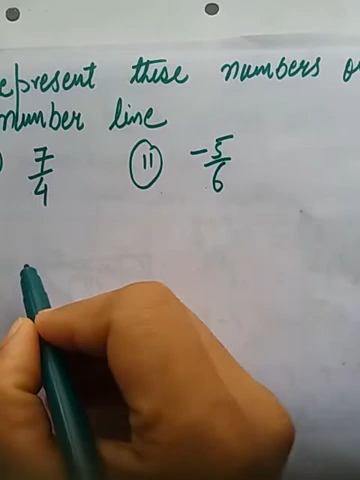 epresent these numbers o
number line
) 7/4 (ii) -5/6